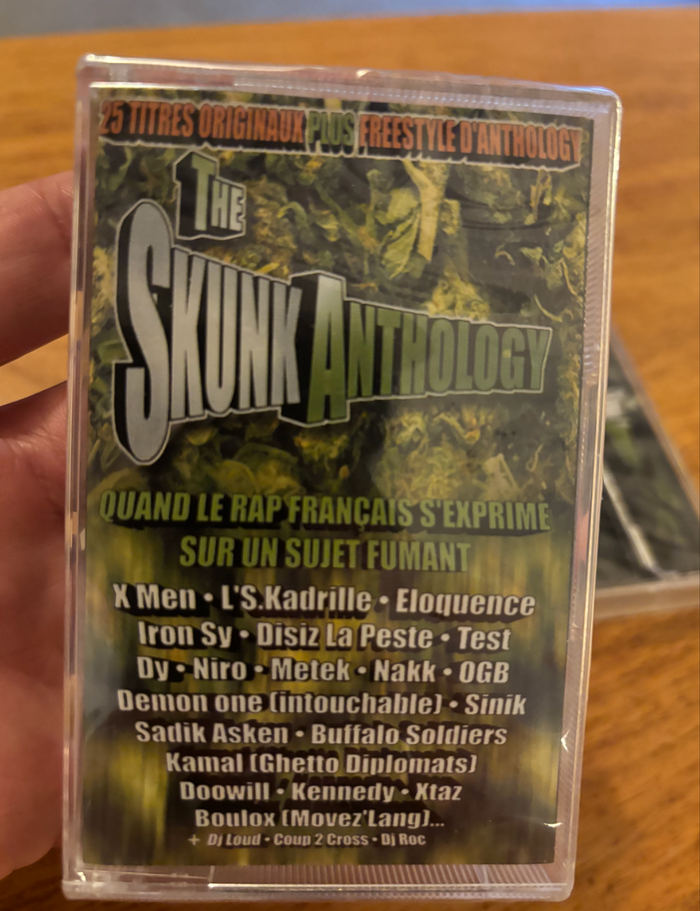 25 TITRES ORIGINAUX PLUS FREESTYLE D'ANTHOLOGY
THE
SKUNK ANTHOLOGY
QUAND LE RAP FRANÇAIS S'EXPRIME
SUR UN SUJET FUMANT
X Men • L'S.Kadrille • Eloquence
Iron Sy • Disiz La Peste • Test
Dy • Niro • Metek • Nakk • OGB
Demon one (intouchable) • Sinik
Sadik Asken • Buffalo Soldiers
Kamal (Ghetto Diplomats)
Doowill • Kennedy • Xtaz
Boulox (Movez'Lang)...
+ Dj Loud • Coup 2 Cross • Dj Roc